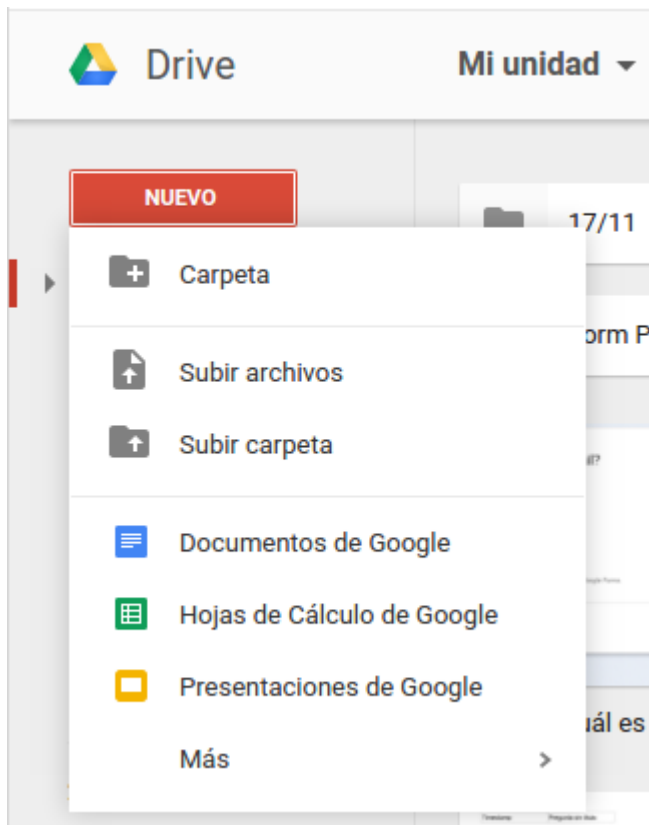 Drive
Mi unidad
NUEVO
17/11
Carpeta
orm P
Subir archivos
Subir carpeta
Documentos de Google
Hojas de Cálculo de Google
Presentaciones de Google
Más
uál es